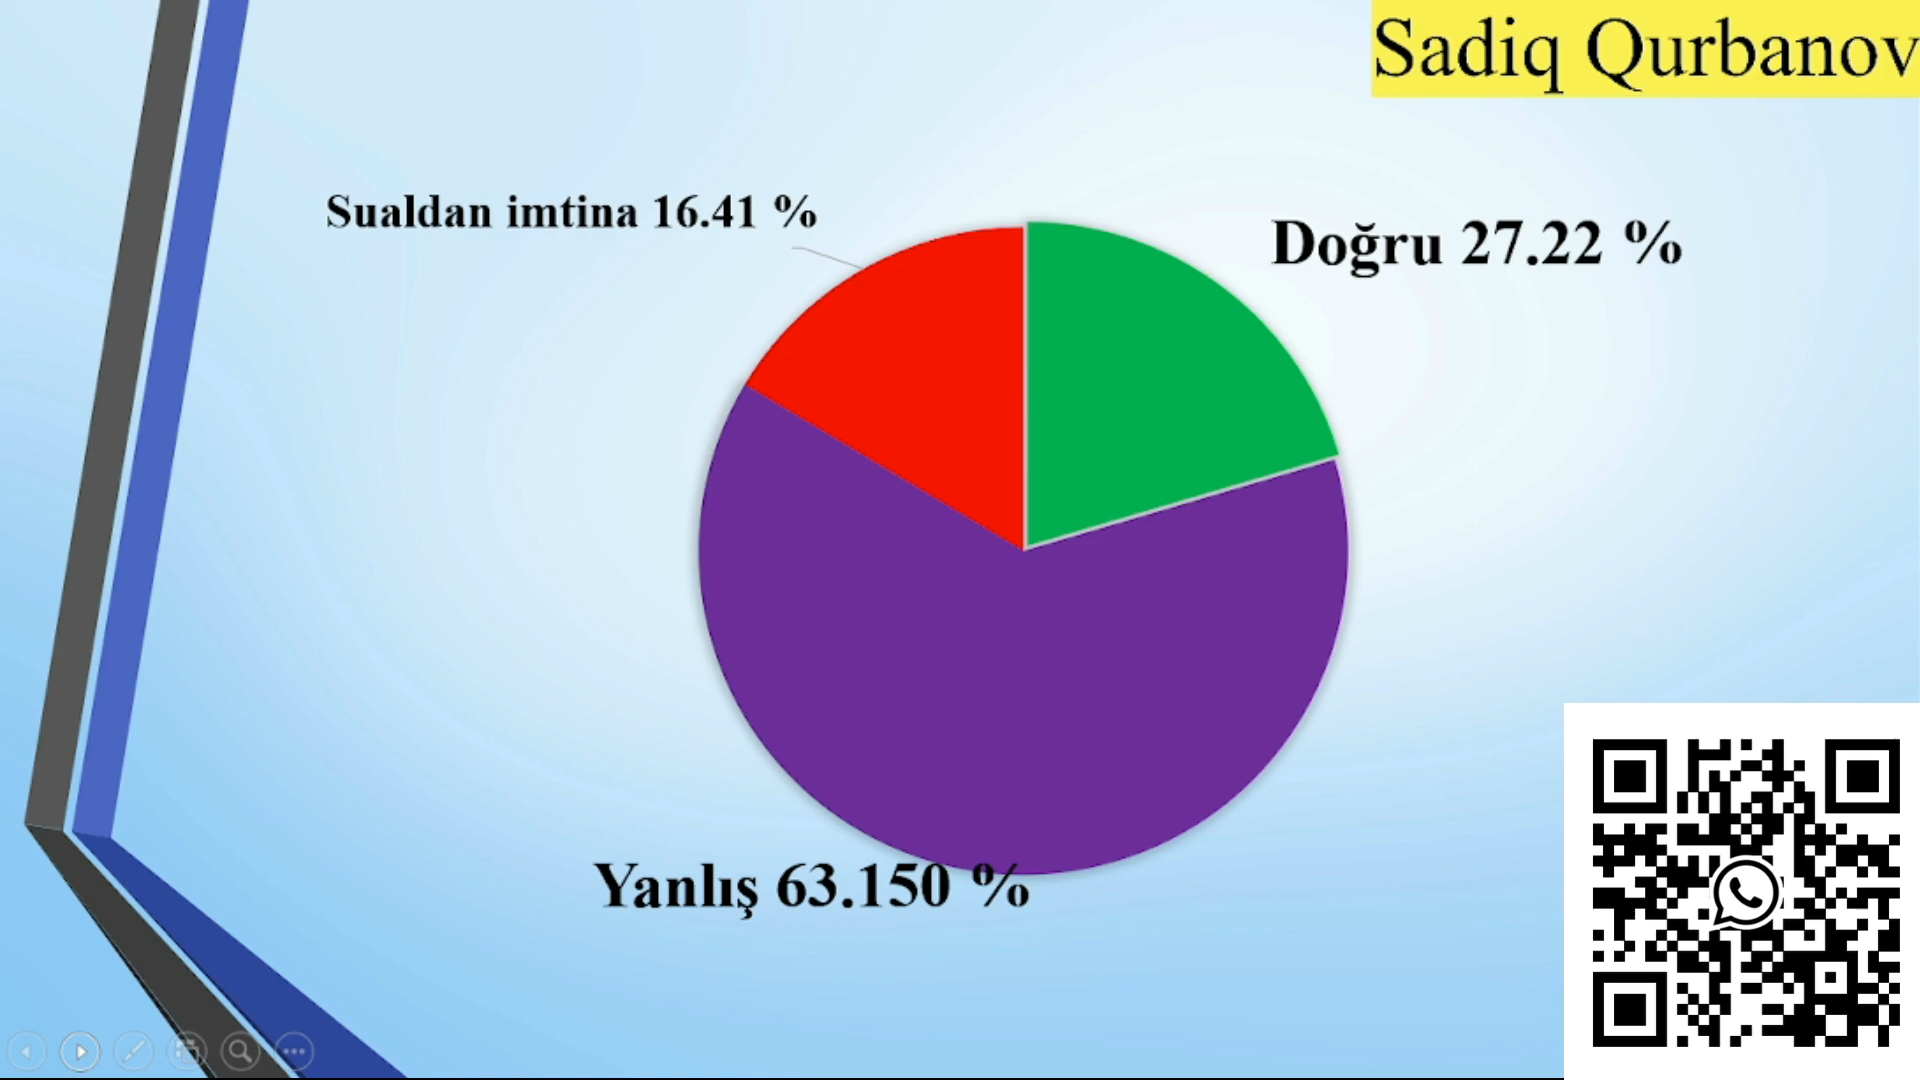 Sadiq Qurbanov
Sualdan imtina 16.41 %
Doğru 27.22 %
Yanlış 63.150 %